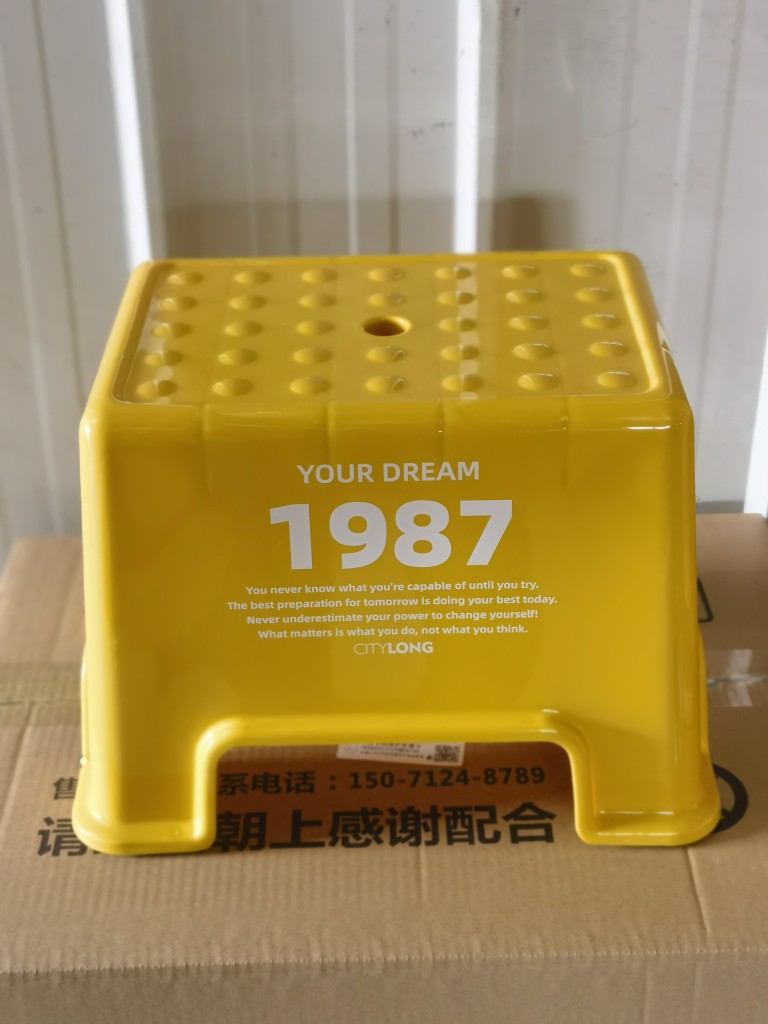 YOUR DREAM
1987
You never know what you're capable of until you try.
The best preparation for tomorrow is doing your best today.
Never underestimate your power to change yourself!
What matters is what you do, not what you think.
CITYLONG
售 系电话：150-7124-8789
请 朝上感谢配合